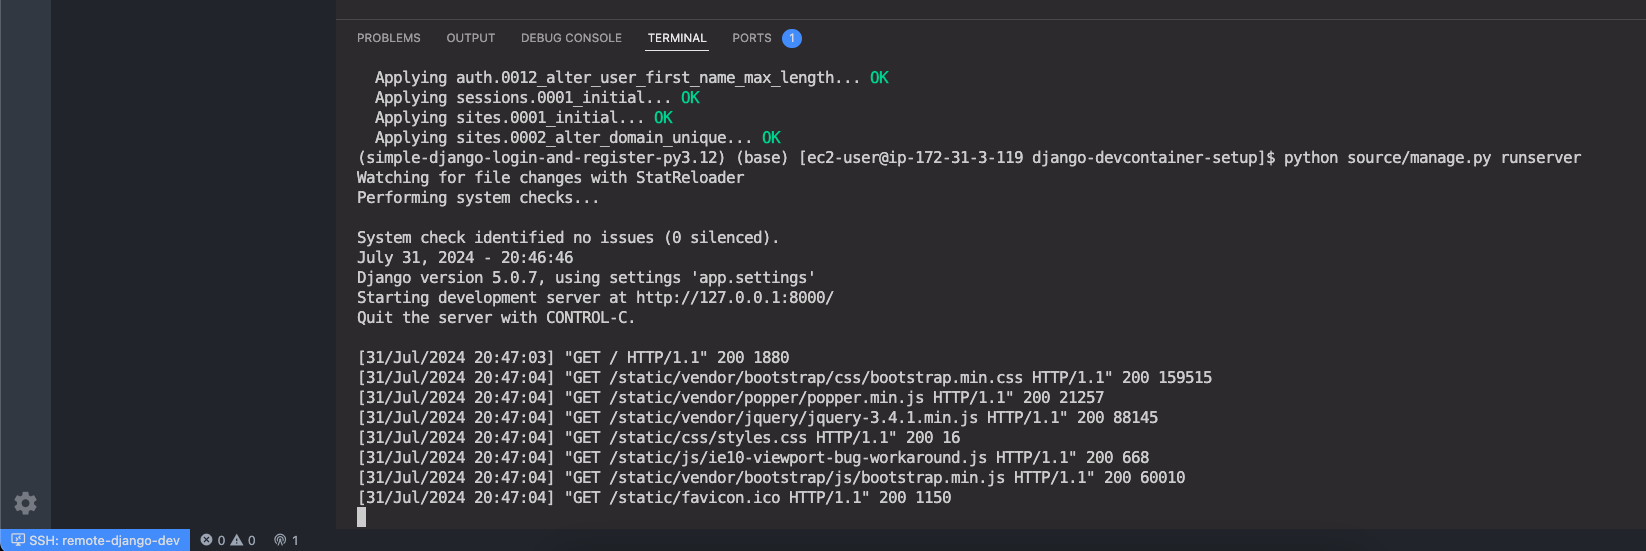 PROBLEMS OUTPUT DEBUG CONSOLE TERMINAL PORTS 1
Applying auth.0012_alter_user_first_name_max_length... OK
Applying sessions.0001_initial... OK
Applying sites.0001_initial... OK
Applying sites.0002_alter_domain_unique... OK
(simple-django-login-and-register-py3.12) (base) [ec2-user@ip-172-31-3-119 django-devcontainer-setup]$ python source/manage.py runserver
Watching for file changes with StatReloader
Performing system checks...
System check identified no issues (0 silenced).
July 31, 2024 - 20:46:46
Django version 5.0.7, using settings 'app.settings'
Starting development server at http://127.0.0.1:8000/
Quit the server with CONTROL-C.
[31/Jul/2024 20:47:03] "GET / HTTP/1.1" 200 1880
[31/Jul/2024 20:47:04] "GET /static/vendor/bootstrap/css/bootstrap.min.css HTTP/1.1" 200 159515
[31/Jul/2024 20:47:04] "GET /static/vendor/popper/popper.min.js HTTP/1.1" 200 21257
[31/Jul/2024 20:47:04] "GET /static/vendor/jquery/jquery-3.4.1.min.js HTTP/1.1" 200 88145
[31/Jul/2024 20:47:04] "GET /static/css/styles.css HTTP/1.1" 200 16
[31/Jul/2024 20:47:04] "GET /static/js/ie10-viewport-bug-workaround.js HTTP/1.1" 200 668
[31/Jul/2024 20:47:04] "GET /static/vendor/bootstrap/js/bootstrap.min.js HTTP/1.1" 200 60010
[31/Jul/2024 20:47:04] "GET /static/favicon.ico HTTP/1.1" 200 1150
SSH: remote-django-dev 0 0 1